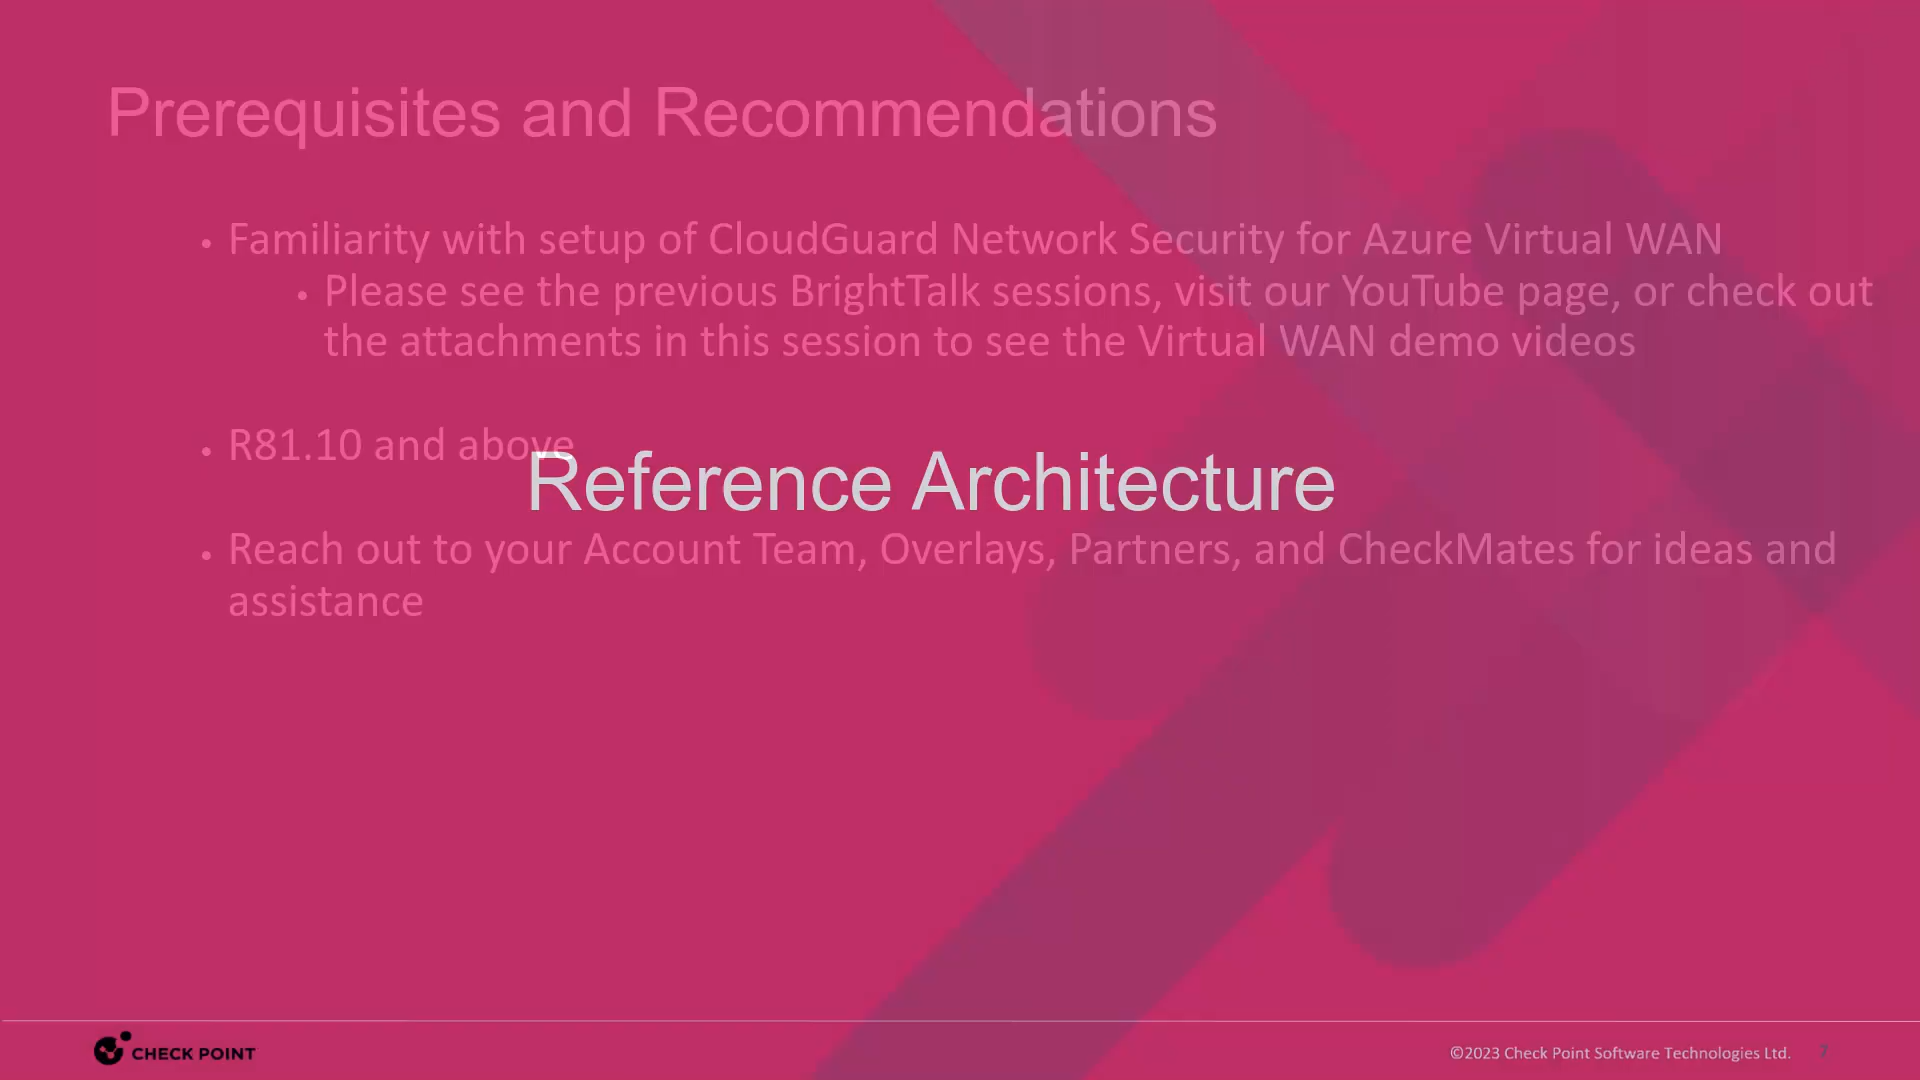 Prerequisites and Recommendations
• Familiarity with setup of CloudGuard Network Security for Azure Virtual WAN
• Please see the previous BrightTalk sessions, visit our YouTube page, or check out
the attachments in this session to see the Virtual WAN demo videos
• R81.10 and above
Reference Architecture
• Reach out to your Account Team, Overlays, Partners, and CheckMates for ideas and
assistance
CHECK POINT
©2023 Check Point Software Technologies Ltd. 7